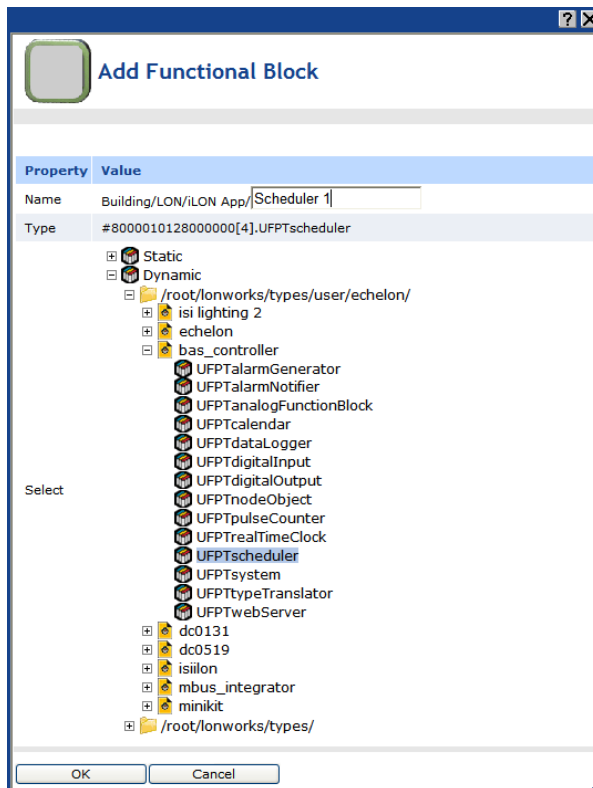 ? X
Add Functional Block
Property Value
Name Building/LON/iLON App/ Scheduler 1
Type #8000010128000000[4].UFPTscheduler
Static
Dynamic
/root/lonworks/types/user/echelon/
isi lighting 2
echelon
bas_controller
UFPTalarmGenerator
UFPTalarmNotifier
UFPTanalogFunctionBlock
UFPTcalendar
UFPTdataLogger
UFPTdigitalInput
UFPTdigitalOutput
Select
UFPTnodeObject
UFPTpulseCounter
UFPTrealTimeClock
UFPTscheduler
UFPTsystem
UFPTtypeTranslator
UFPTwebServer
dc0131
dc0519
isiilon
mbus_integrator
minikit
/root/lonworks/types/
OK Cancel